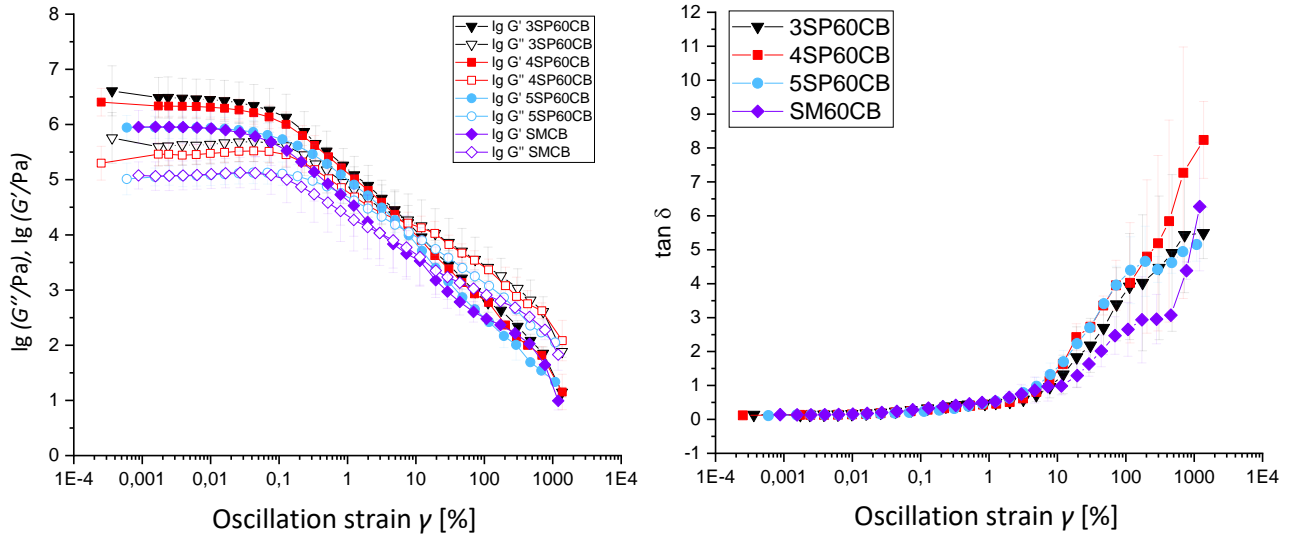 8
7
6
5
4
3
2
1
0
lg (G''/Pa), lg (G'/Pa)
1E-4 0,001 0,01 0,1 1 10 100 1000 1E4
Oscillation strain γ [%]
lg G' 3SP60CB
lg G'' 3SP60CB
lg G' 4SP60CB
lg G'' 4SP60CB
lg G' 5SP60CB
lg G'' 5SP60CB
lg G' SMCB
lg G'' SMCB
12
11
10
9
8
7
6
5
4
3
2
1
0
-1
tan δ
1E-4 0,001 0,01 0,1 1 10 100 1000 1E4
Oscillation strain γ [%]
3SP60CB
4SP60CB
5SP60CB
SM60CB